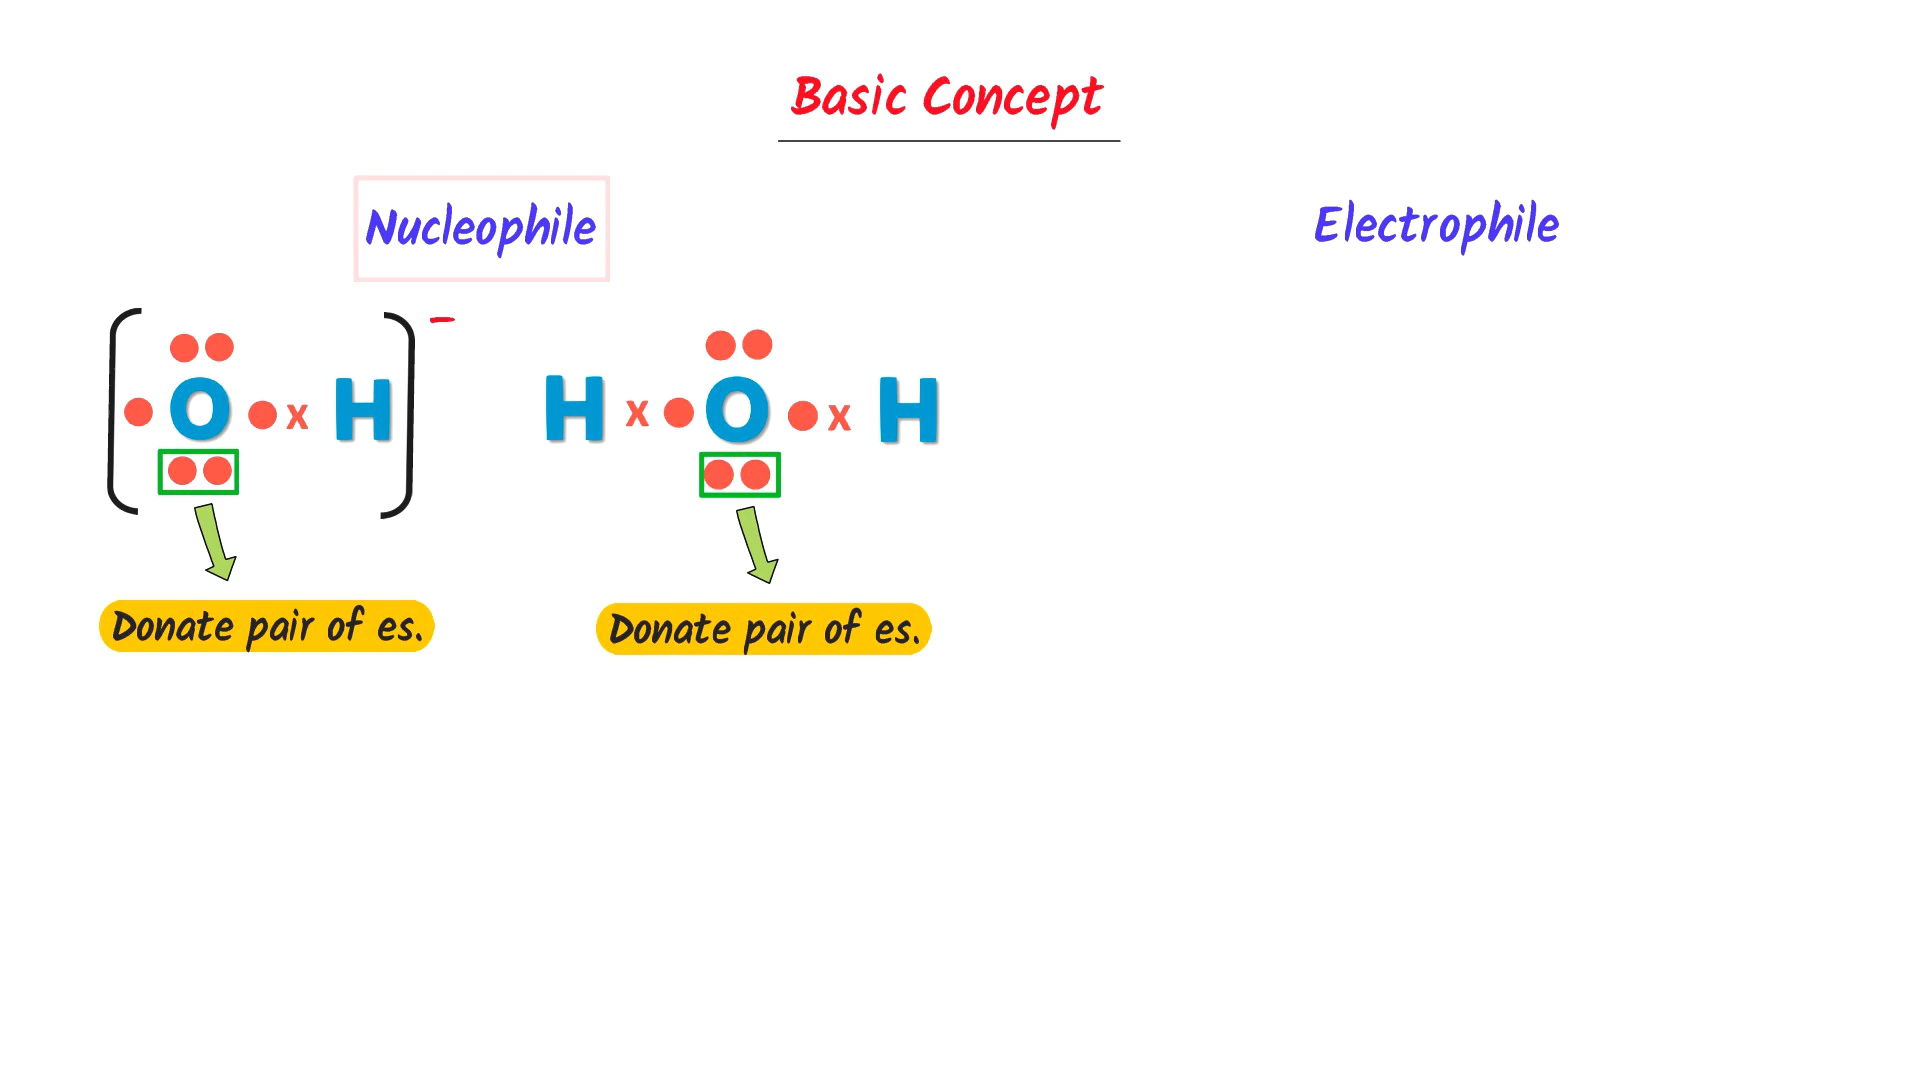 Basic Concept
Nucleophile
Electrophile
O x H −
H x O x H
Donate pair of es.
Donate pair of es.